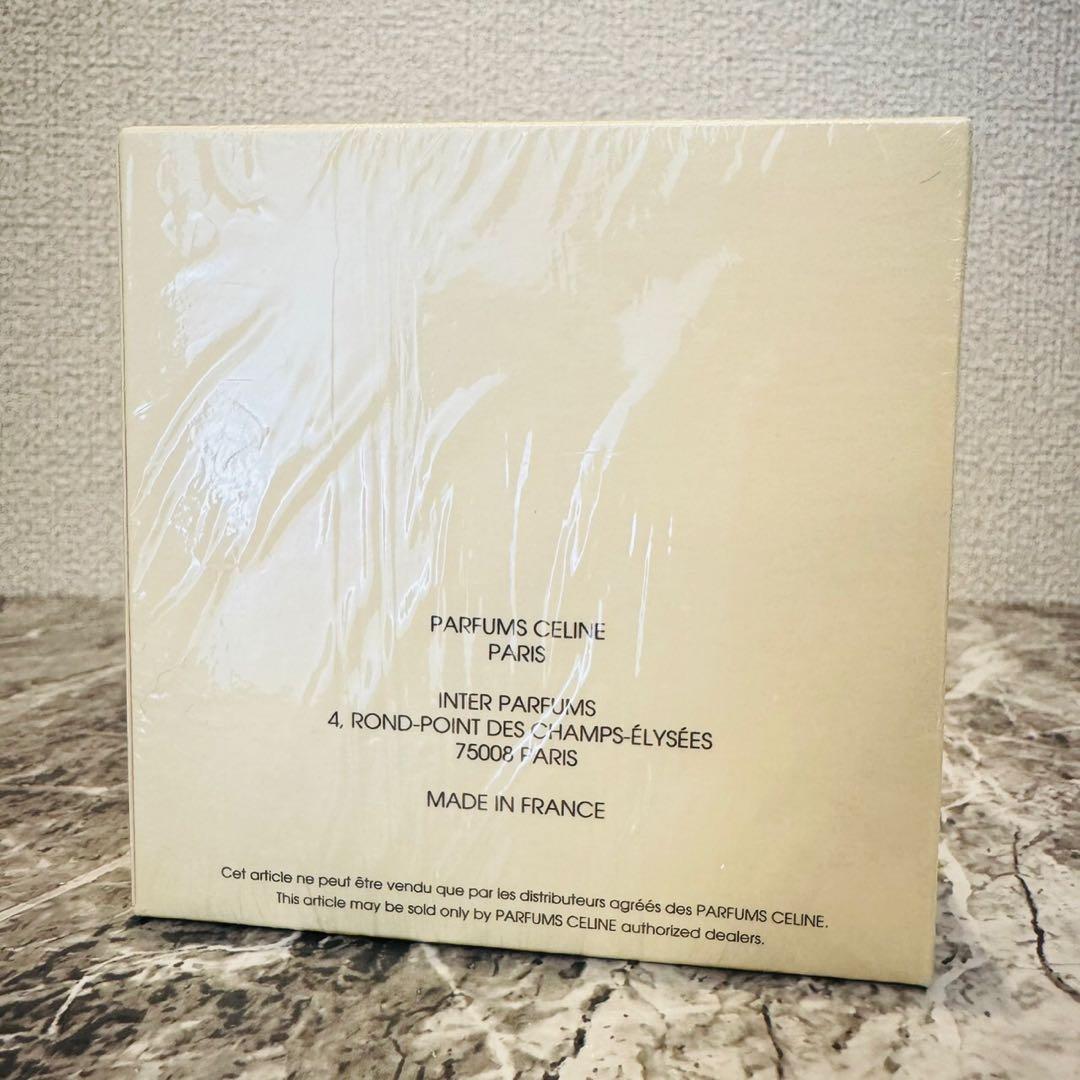 PARFUMS CELINE
PARIS
INTER PARFUMS
4, ROND-POINT DES CHAMPS-ÉLYSÉES
75008 PARIS
MADE IN FRANCE
Cet article ne peut être vendu que par les distributeurs agréés des PARFUMS CELINE.
This article may be sold only by PARFUMS CELINE authorized dealers.